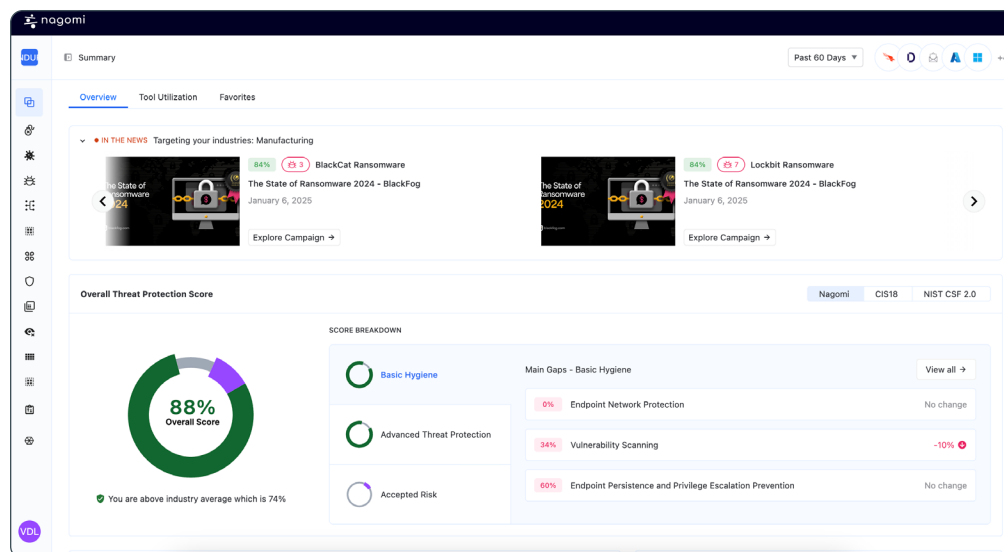 nagomi
Summary
Past 60 Days
Overview Tool Utilization Favorites
IN THE NEWS Targeting your industries: Manufacturing
84% 3 BlackCat Ransomware
The State of Ransomware 2024 - BlackFog
January 6, 2025
Explore Campaign →
84% 7 Lockbit Ransomware
The State of Ransomware 2024 - BlackFog
January 6, 2025
Explore Campaign →
Overall Threat Protection Score
Nagomi CIS18 NIST CSF 2.0
88%
Overall Score
You are above industry average which is 74%
SCORE BREAKDOWN
Basic Hygiene
Advanced Threat Protection
Accepted Risk
Main Gaps - Basic Hygiene
View all →
0% Endpoint Network Protection No change
34% Vulnerability Scanning -10%
60% Endpoint Persistence and Privilege Escalation Prevention No change
VDL